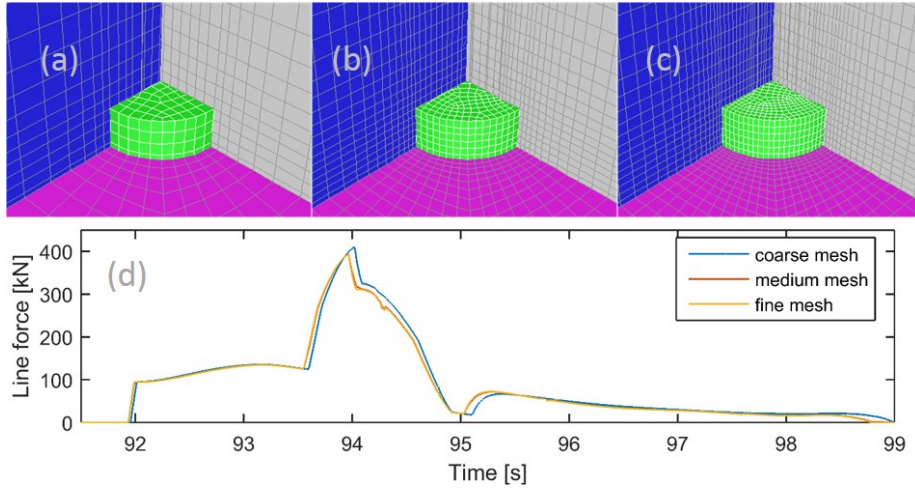 (a)
(b)
(c)
(d)
Line force [kN]
400
300
200
100
0
coarse mesh
medium mesh
fine mesh
92 93 94 95 96 97 98 99
Time [s]